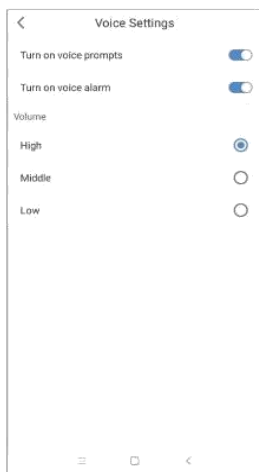 Voice Settings
Turn on voice prompts
Turn on voice alarm
Volume
High
Middle
Low